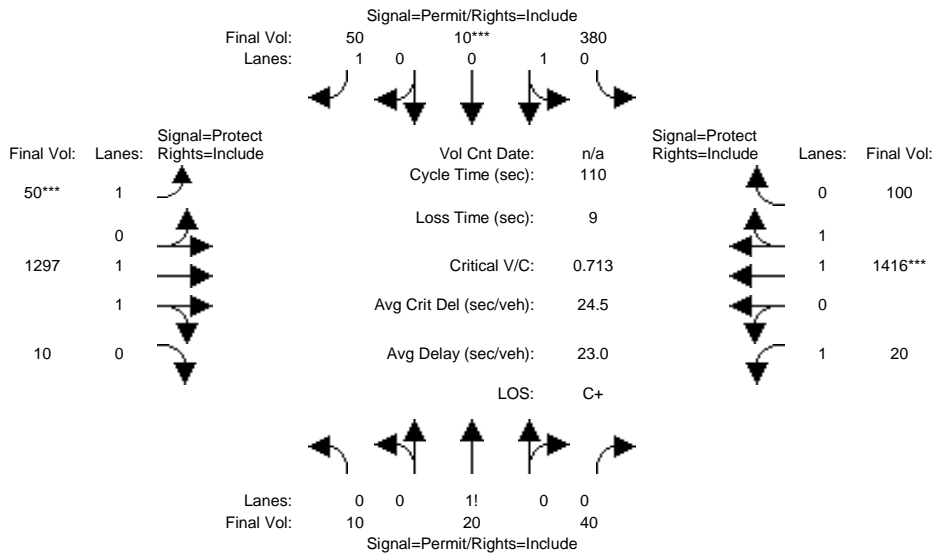 Signal=Permit/Rights=Include
Final Vol: 50 10*** 380
Lanes: 1 0 0 1 0
Signal=Protect Signal=Protect
Final Vol: Lanes: Rights=Include Vol Cnt Date: n/a Rights=Include Lanes: Final Vol:
Cycle Time (sec): 110
50*** 1 0 100
Loss Time (sec): 9
0 1
1297 1 Critical V/C: 0.713 1 1416***
1 Avg Crit Del (sec/veh): 24.5 0
10 0 Avg Delay (sec/veh): 23.0 1 20
LOS: C+
Lanes: 0 0 1! 0 0
Final Vol: 10 20 40
Signal=Permit/Rights=Include